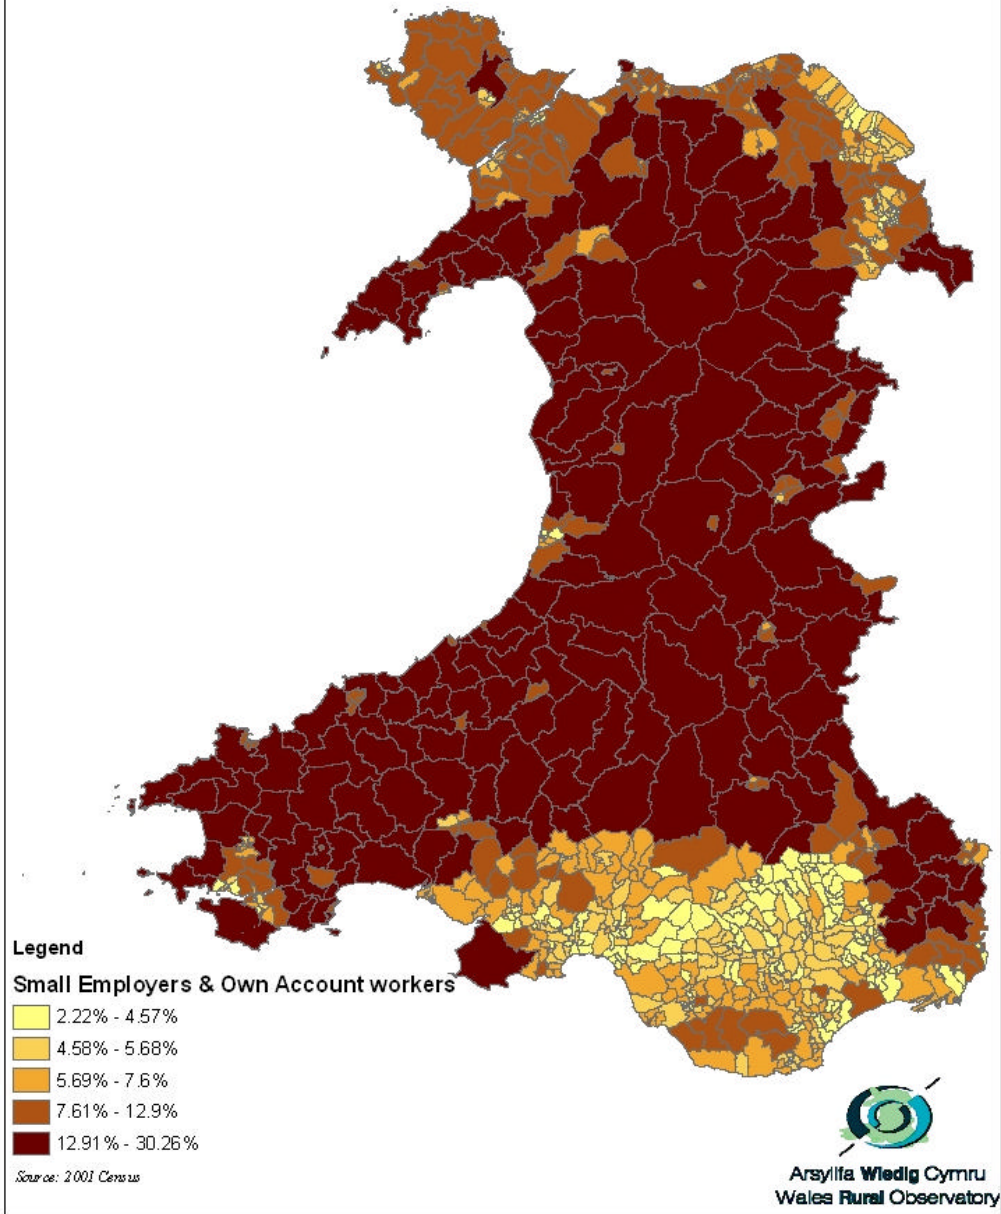 Legend
Small Employers & Own Account workers
2.22% - 4.57%
4.58% - 5.68%
5.69% - 7.6%
7.61% - 12.9%
12.91% - 30.26%
Source: 2001 Census
Arsyllfa Wledig Cymru
Wales Rural Observatory